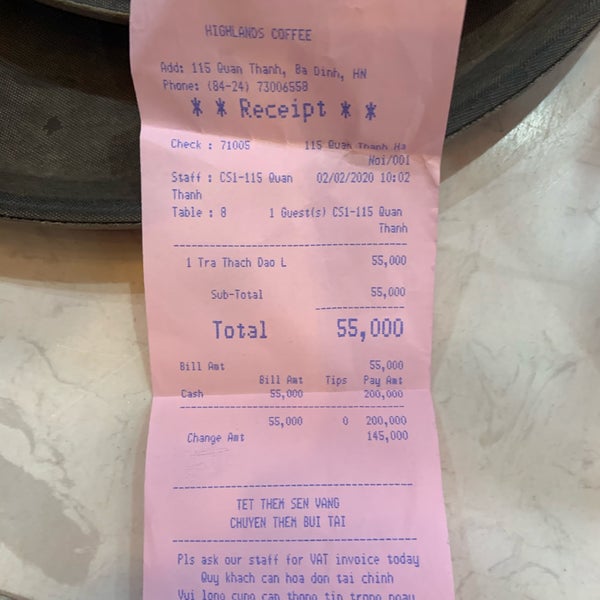 HIGHLANDS COFFEE
Add: 115 Quan Thanh, Ba Dinh, HN
Phone: (84-24) 73006558
* * Receipt * *
Check : 71005 115 Quan Thanh Ha
Noi/001
Staff : CS1-115 Quan 02/02/2020 10:02
Thanh
Table : 8 1 Guest(s) CS1-115 Quan
Thanh
1 Tra Thach Dao L 55,000
Sub-Total 55,000
Total 55,000
Bill Amt 55,000
Bill Amt Tips Pay Amt
Cash 55,000 200,000
55,000 0 200,000
Change Amt 145,000
TET THEM SEN VANG
CHUYEN THEM BUI TAI
Pls ask our staff for VAT invoice today
Quy khach can hoa don tai chinh
Vui long cung cap thong tin trong ngay